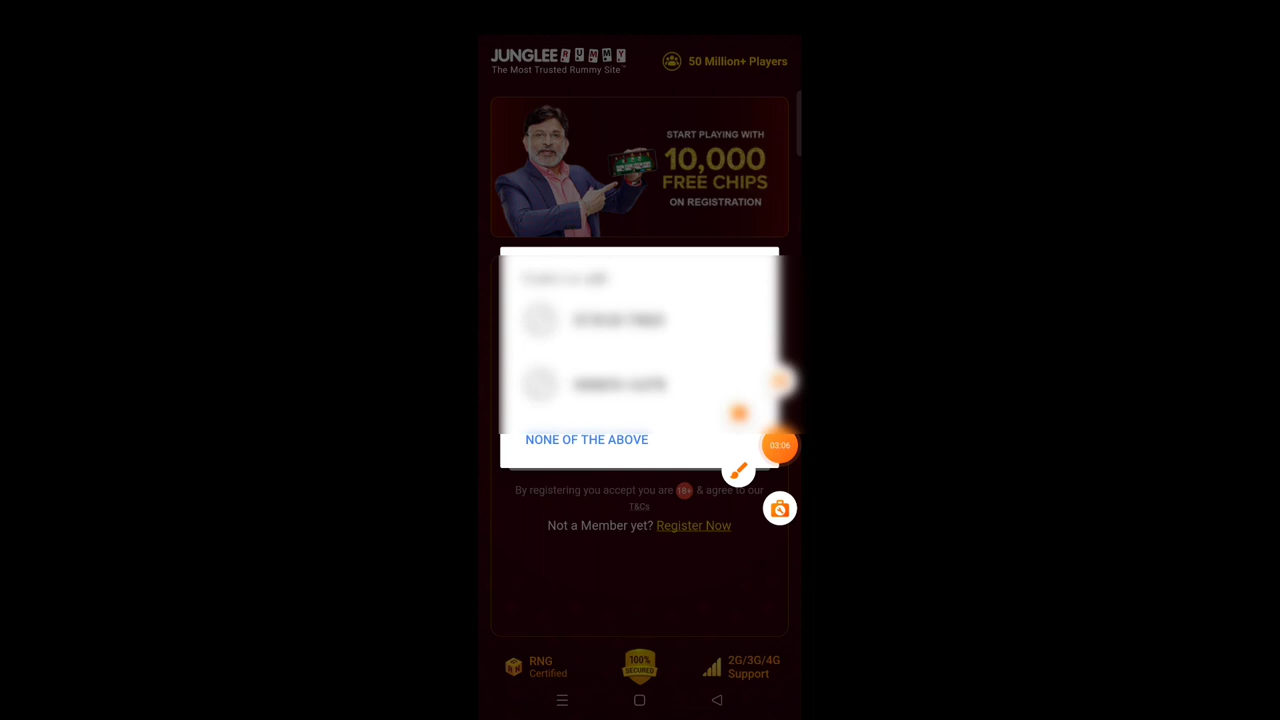 JUNGLEE RUMMY
The Most Trusted Rummy Site™
50 Million+ Players
START PLAYING WITH
10,000
FREE CHIPS
ON REGISTRATION
NONE OF THE ABOVE
03:06
By registering you accept you are 18+ & agree to our
T&Cs
Not a Member yet? Register Now
RNG
Certified
100%
SECURED
2G/3G/4G
Support